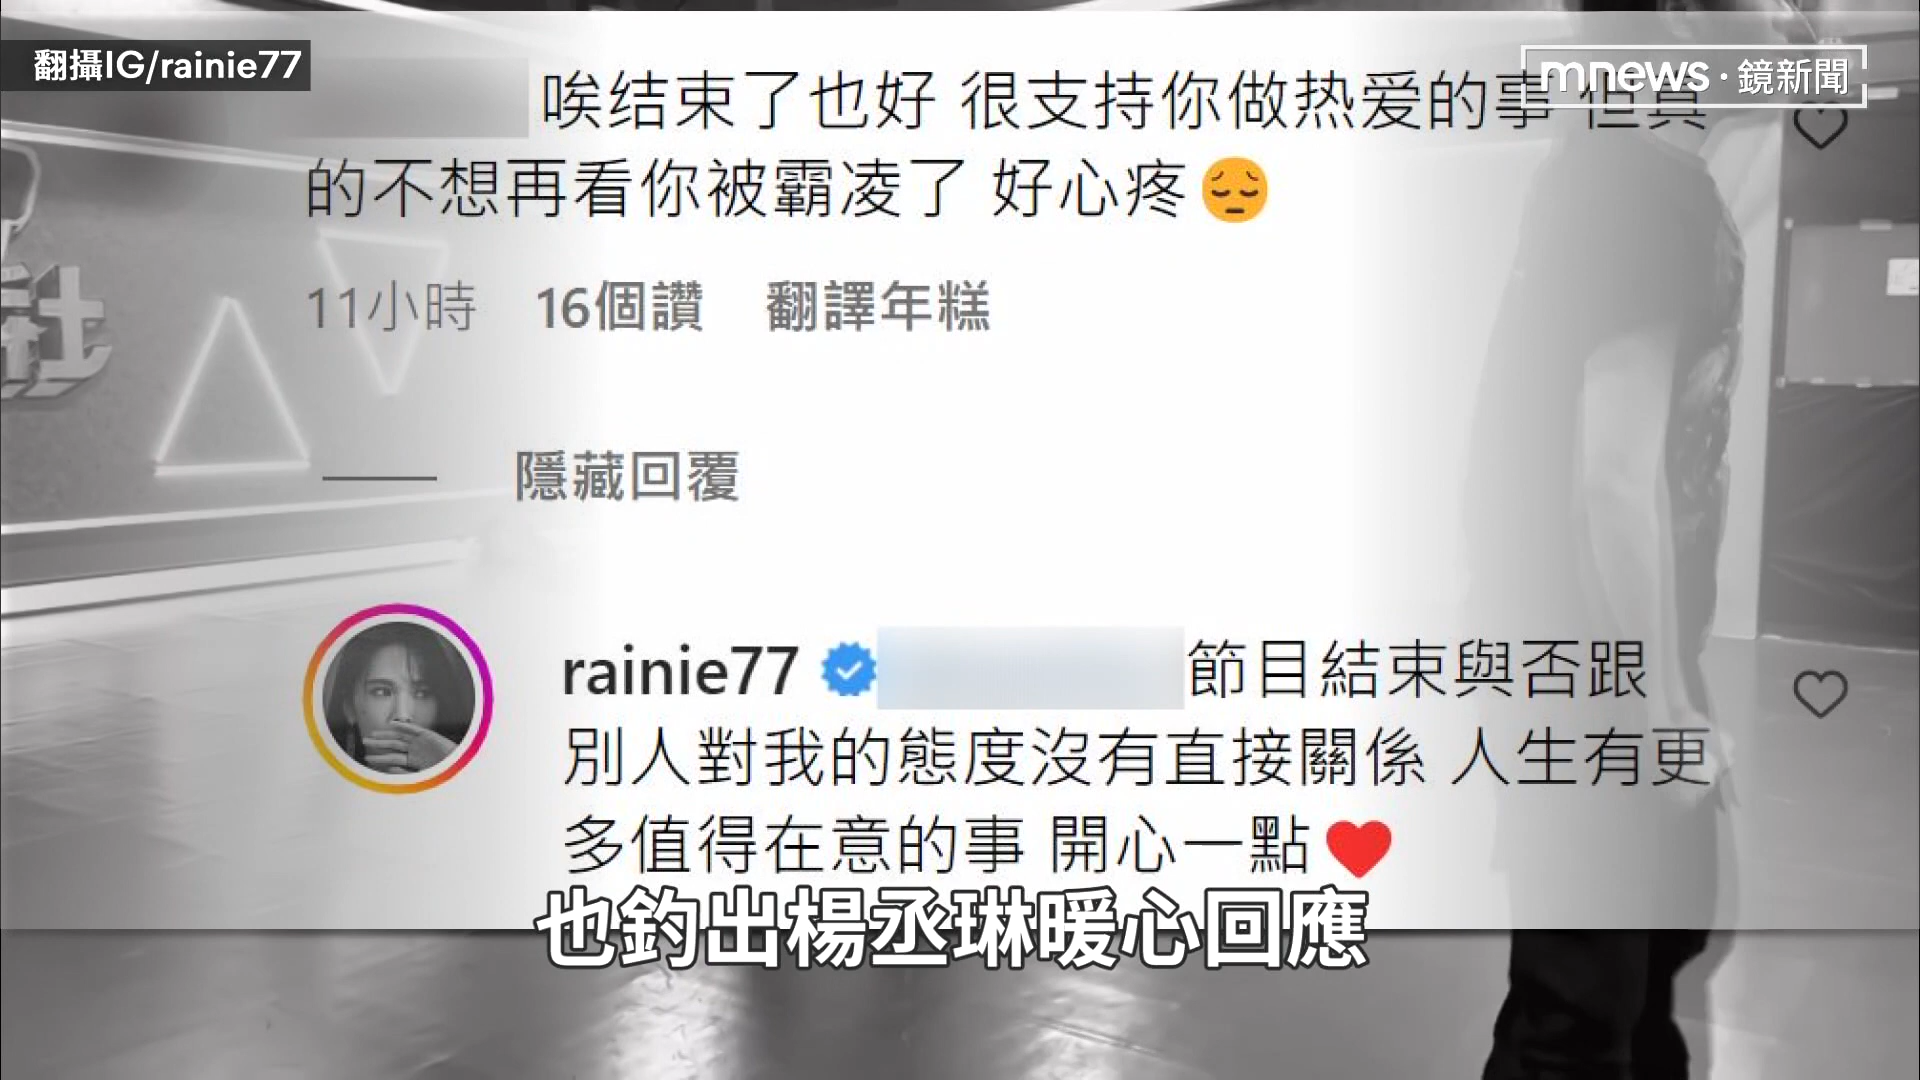 翻攝IG/rainie77
mnews·鏡新聞
唉结束了也好 很支持你做热爱的事 但真
的不想再看你被霸凌了 好心疼😔
11小時 16個讚 翻譯年糕
隱藏回覆
rainie77 節目結束與否跟
別人對我的態度沒有直接關係 人生有更
多值得在意的事 開心一點❤️
也釣出楊丞琳暖心回應
社